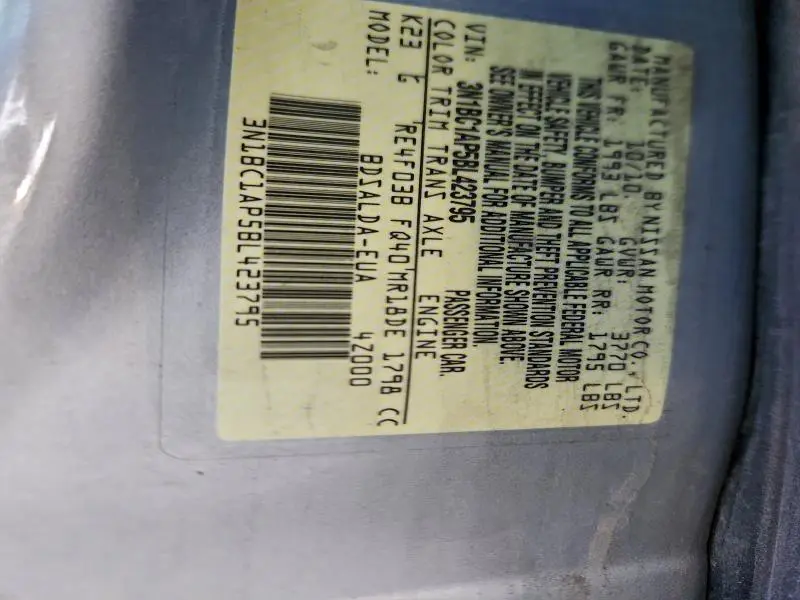 MANUFACTURED BY NISSAN MOTOR CO., LTD.
DATE: 10/10. GVWR: 3770 LBS
GAWR FR: 1953 LBS GAWR RR: 1795 LBS
THIS VEHICLE CONFORMS TO ALL APPLICABLE FEDERAL MOTOR
VEHICLE SAFETY, BUMPER AND THEFT PREVENTION STANDARDS
IN EFFECT ON THE DATE OF MANUFACTURE SHOWN ABOVE.
SEE OWNER'S MANUAL FOR ADDITIONAL INFORMATION.
VIN: 3N1BC1AP5BL423795 PASSENGER CAR.
COLOR TRIM TRANS AXLE ENGINE
K23 RE4F03B FQ40 MR18DE 1798 CC
MODEL: BDSALDA-EUA 4Z000
3N1BC1AP5BL423795